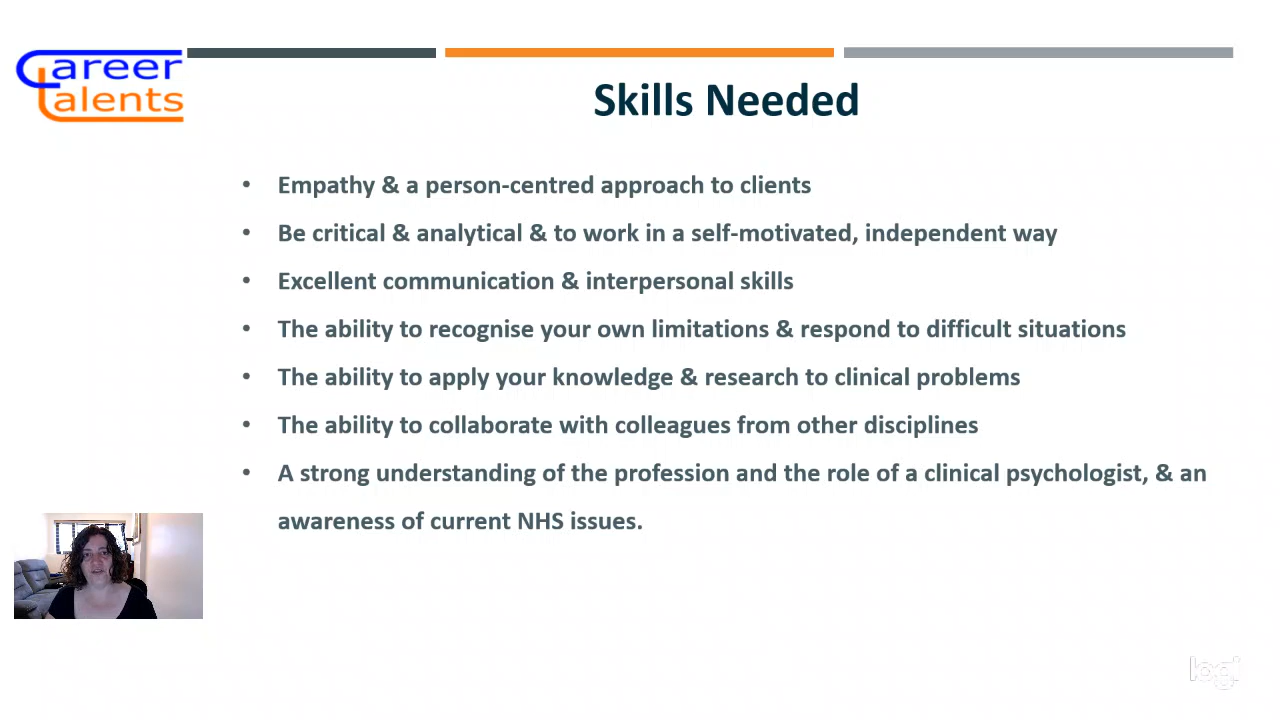 Career
Talents
Skills Needed
• Empathy & a person-centred approach to clients
• Be critical & analytical & to work in a self-motivated, independent way
• Excellent communication & interpersonal skills
• The ability to recognise your own limitations & respond to difficult situations
• The ability to apply your knowledge & research to clinical problems
• The ability to collaborate with colleagues from other disciplines
• A strong understanding of the profession and the role of a clinical psychologist, & an
awareness of current NHS issues.
logi